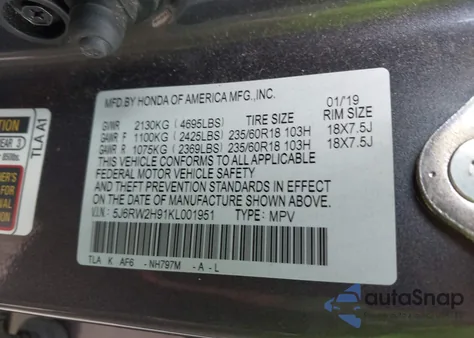 MFD.BY HONDA OF AMERICA MFG.,INC. 01/19
TIRE SIZE RIM SIZE
GVWR 2130KG (4695LBS)
GAWR F 1100KG (2425LBS) 235/60R18 103H 18X7.5J
GAWR R 1075KG (2369LBS) 235/60R18 103H 18X7.5J
THIS VEHICLE CONFORMS TO ALL APPLICABLE
FEDERAL MOTOR VEHICLE SAFETY
AND THEFT PREVENTION STANDARDS IN EFFECT
ON THE DATE OF MANUFACTURE SHOWN ABOVE.
V.I.N: 5J6RW2H91KL001951 TYPE: MPV
TLA K AF6 -NH797M -A -L
TLA A1
autoSnap